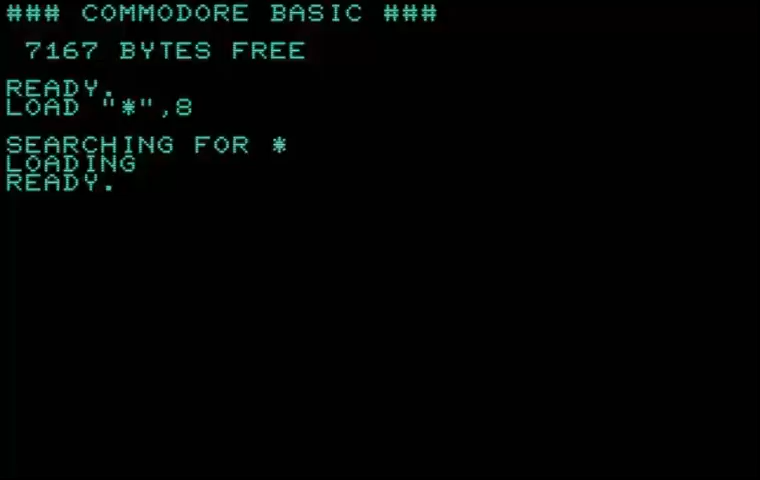 ### COMMODORE BASIC ###
7167 BYTES FREE
READY.
LOAD "*",8
SEARCHING FOR *
LOADING
READY.